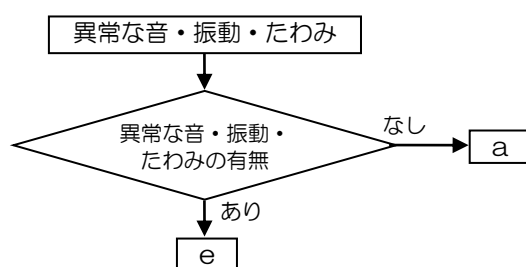 異常な音・振動・たわみ
異常な音・振動・
たわみの有無
なし
a
あり
e